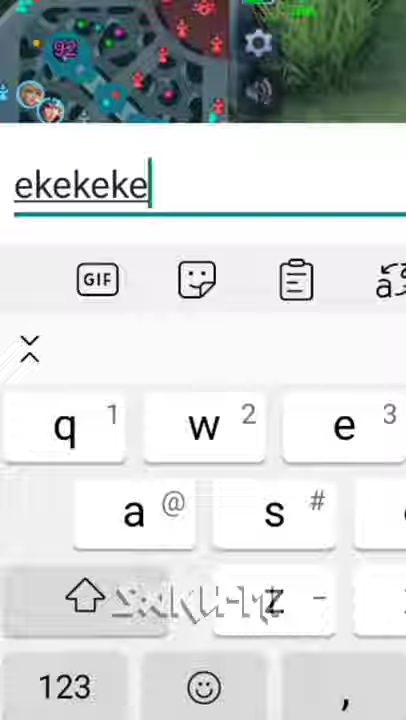 92
ekekeke
GIF
q 1 w 2 e 3
a @ s # 
z -
123 ,